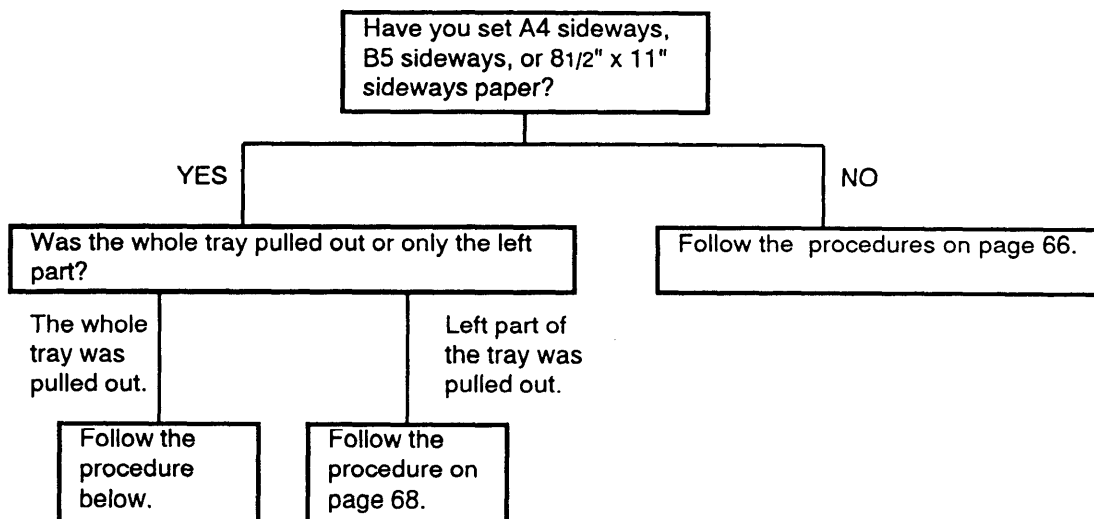 Have you set A4 sideways,
B5 sideways, or 81/2" x 11"
sideways paper?
YES
NO
Was the whole tray pulled out or only the left
part?
Follow the procedures on page 66.
The whole
tray was
pulled out.
Left part of
the tray was
pulled out.
Follow the
procedure
below.
Follow the
procedure on
page 68.